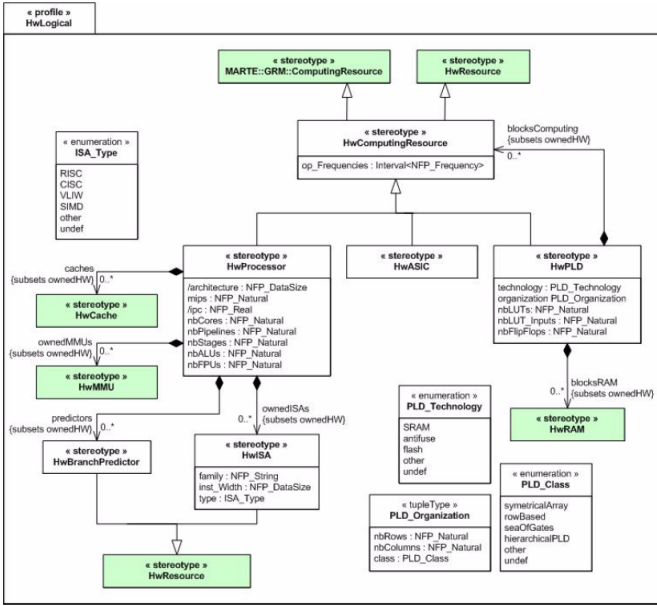 « profile »
HwLogical
« stereotype »
MARTE::GRM::ComputingResource
« stereotype »
HwResource
« stereotype »
HwComputingResource
op_Frequencies : Interval<NFP_Frequency>
blocksComputing
{subsets ownedHW}
0..*
« enumeration »
ISA_Type
RISC
CISC
VLIW
SIMD
other
undef
« stereotype »
HwProcessor
/architecture : NFP_DataSize
mips : NFP_Natural
/ipc : NFP_Real
nbCores : NFP_Natural
nbPipelines : NFP_Natural
nbStages : NFP_Natural
nbALUs : NFP_Natural
nbFPUs : NFP_Natural
« stereotype »
HwASIC
« stereotype »
HwPLD
technology : PLD_Technology
organization PLD_Organization
nbLUTs : NFP_Natural
nbLUT_Inputs : NFP_Natural
nbFlipFlops : NFP_Natural
caches
{subsets ownedHW}
0..*
« stereotype »
HwCache
ownedMMUs
{subsets ownedHW}
0..*
« stereotype »
HwMMU
predictors
{subsets ownedHW}
0..*
« stereotype »
HwBranchPredictor
ownedISAs
{subsets ownedHW}
0..*
« stereotype »
HwISA
family : NFP_String
inst_Width : NFP_DataSize
type : ISA_Type
« stereotype »
HwResource
blocksRAM
{subsets ownedHW}
0..*
« stereotype »
HwRAM
« enumeration »
PLD_Technology
SRAM
antifuse
flash
other
undef
« tupleType »
PLD_Organization
nbRows : NFP_Natural
nbColumns : NFP_Natural
class : PLD_Class
« enumeration »
PLD_Class
symetricalArray
rowBased
seaOfGates
hierarchicalPLD
other
undef